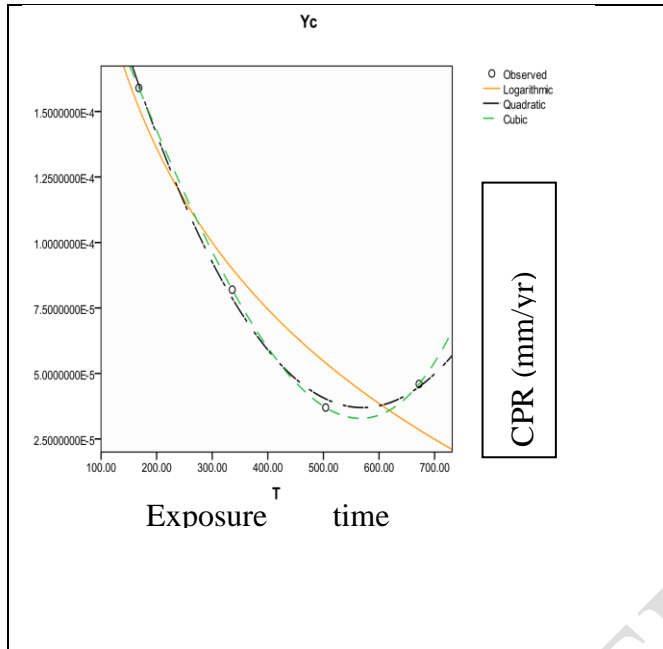 Yc
Observed
Logarithmic
Quadratic
Cubic
1.5000000E-4
1.2500000E-4
1.0000000E-4
7.5000000E-5
5.0000000E-5
2.5000000E-5
100.00 200.00 300.00 400.00 500.00 600.00 700.00
T
Exposure time
CPR (mm/yr)